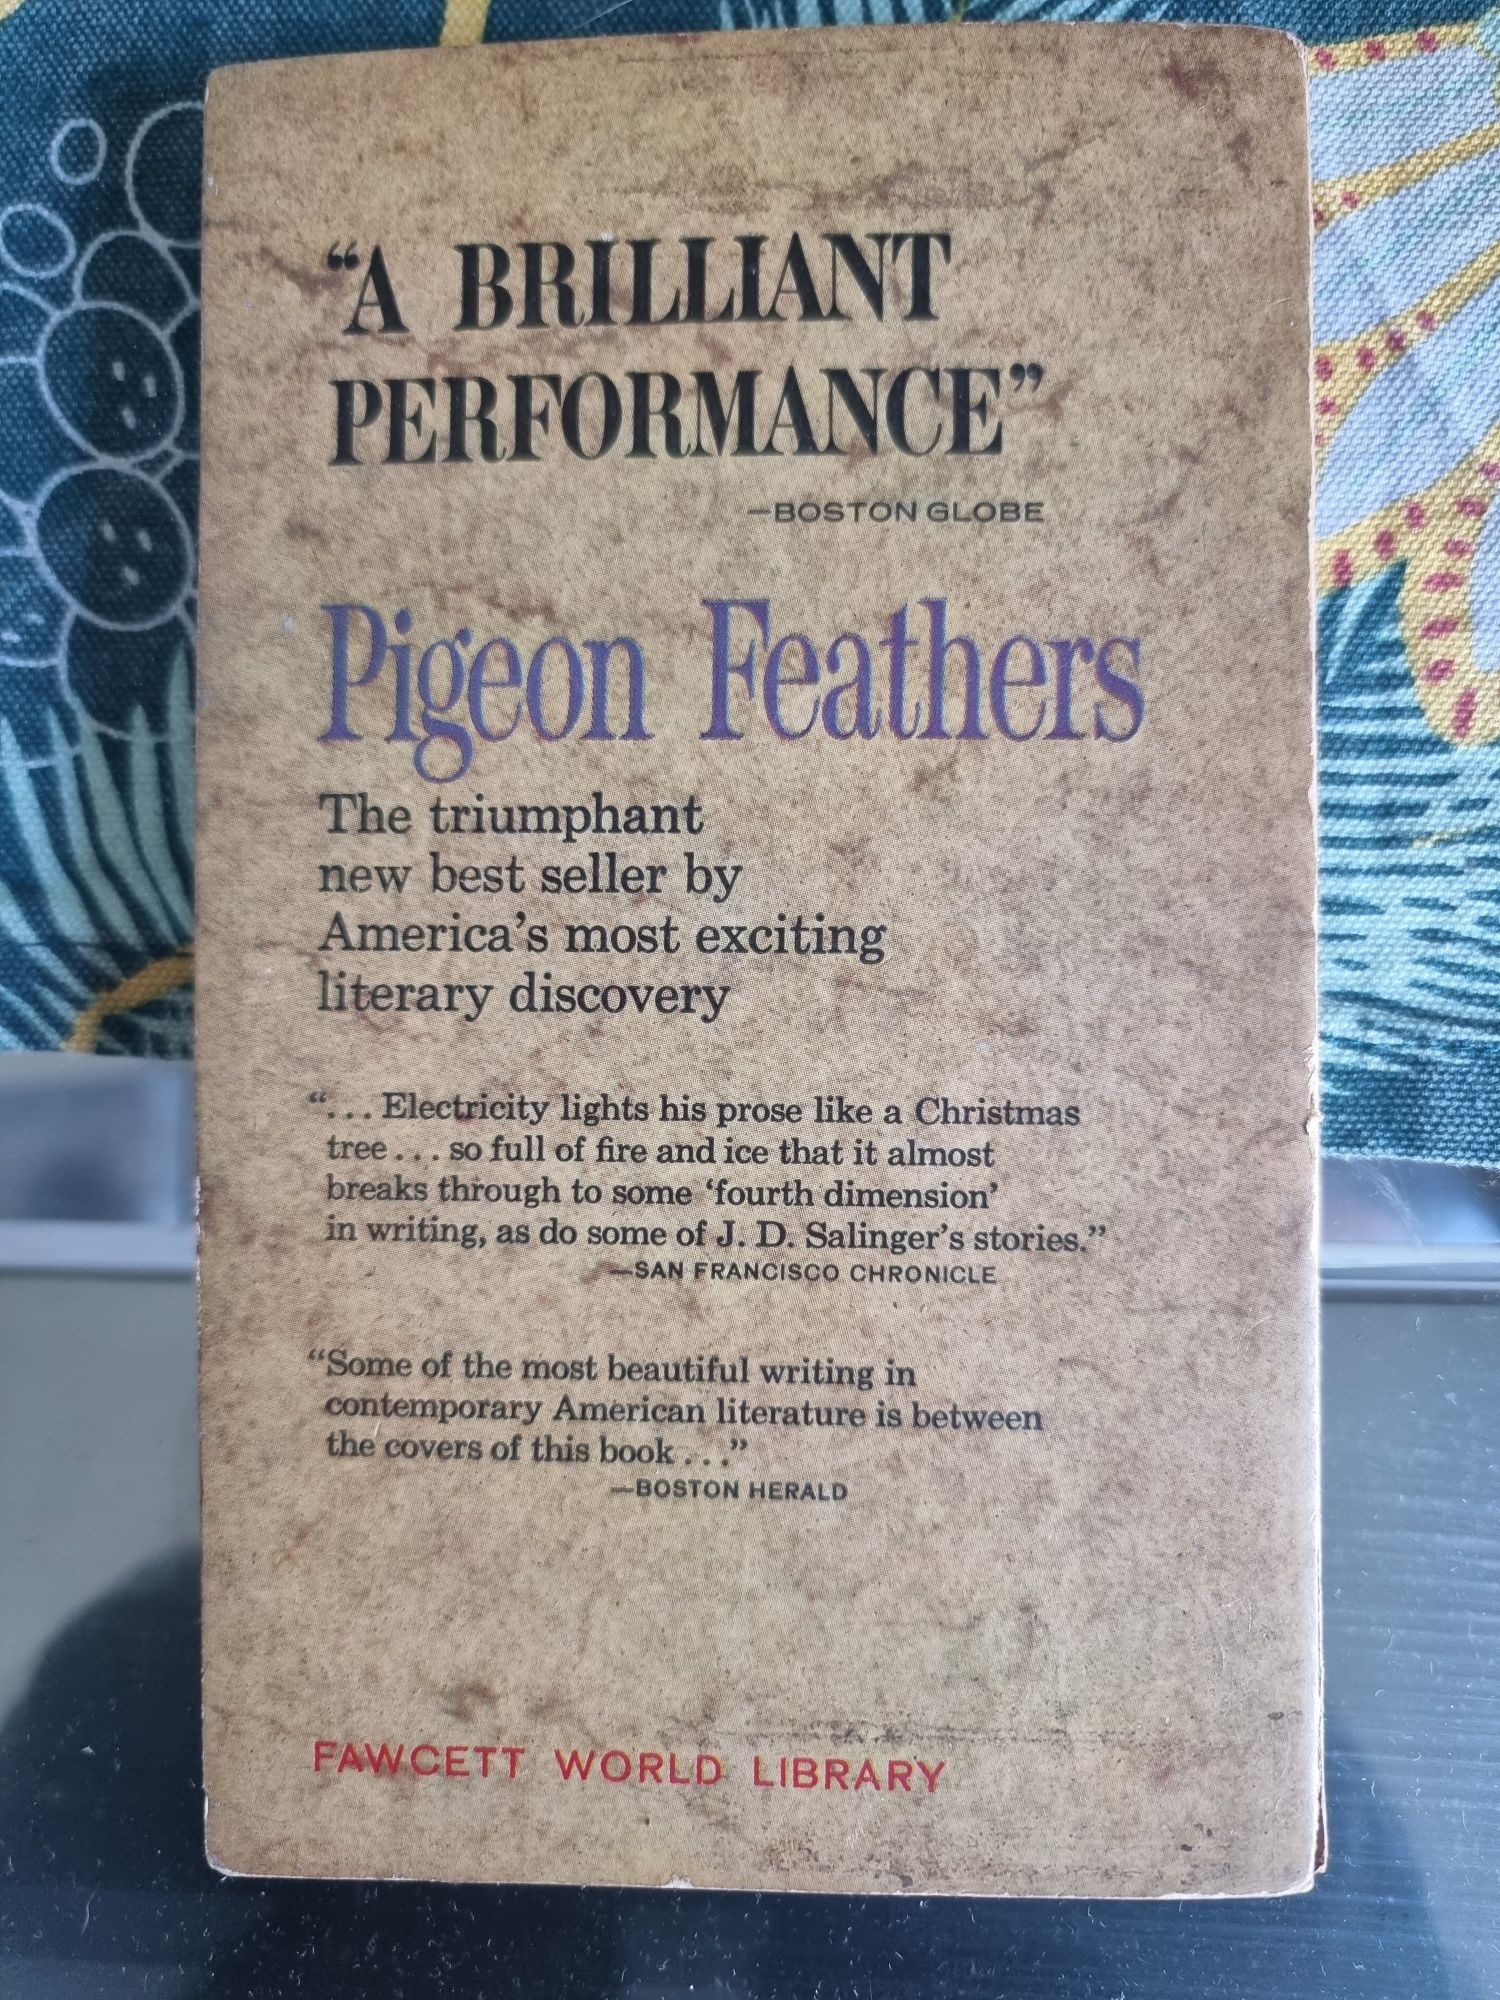 “A BRILLIANT
PERFORMANCE”
—BOSTON GLOBE
Pigeon Feathers
The triumphant
new best seller by
America’s most exciting
literary discovery
“... Electricity lights his prose like a Christmas
tree ... so full of fire and ice that it almost
breaks through to some ‘fourth dimension’
in writing, as do some of J. D. Salinger’s stories.”
—SAN FRANCISCO CHRONICLE
“Some of the most beautiful writing in
contemporary American literature is between
the covers of this book ...”
—BOSTON HERALD
FAWCETT WORLD LIBRARY